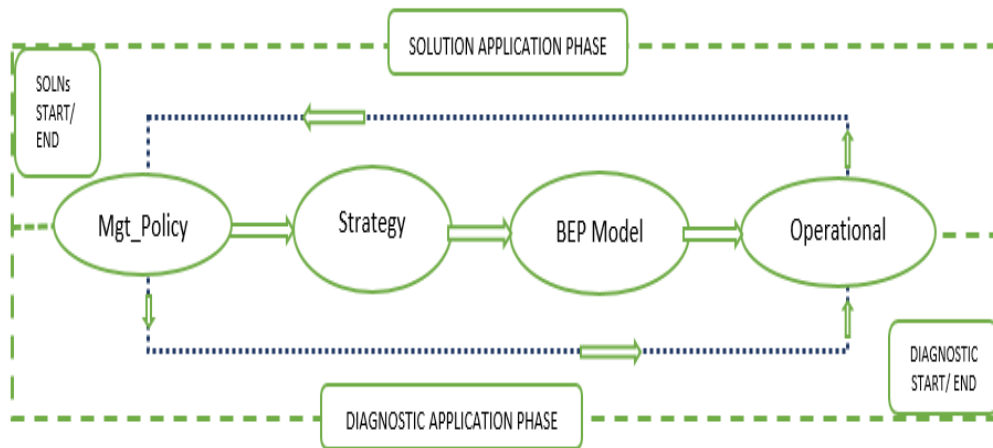 SOLUTION APPLICATION PHASE
SOLNs
START/
END
Mgt_Policy
Strategy
BEP Model
Operational
DIAGNOSTIC
START/ END
DIAGNOSTIC APPLICATION PHASE